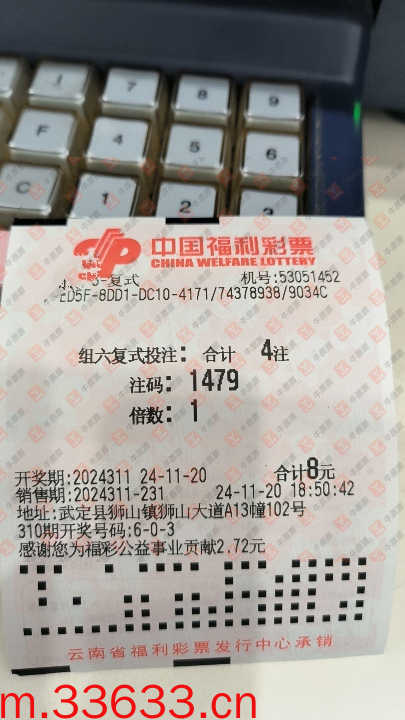 7
8
9
F
4
5
6
C
1
2
3
中国福利彩票
CHINA WELFARE LOTTERY
3-复式 机号:53051452
ED5F-8DD1-DC10-4171/74378938/9034C
组六复式投注: 合计 4注
注码: 1479
倍数: 1
开奖期:2024311 24-11-20 合计8元
销售期:2024311-231 24-11-20 18:50:42
地址:武定县狮山镇狮山大道A13幢102号
310期开奖号码:6-0-3
感谢您为福彩公益事业贡献2.72元
云南省福利彩票发行中心承销
m.33633.cn